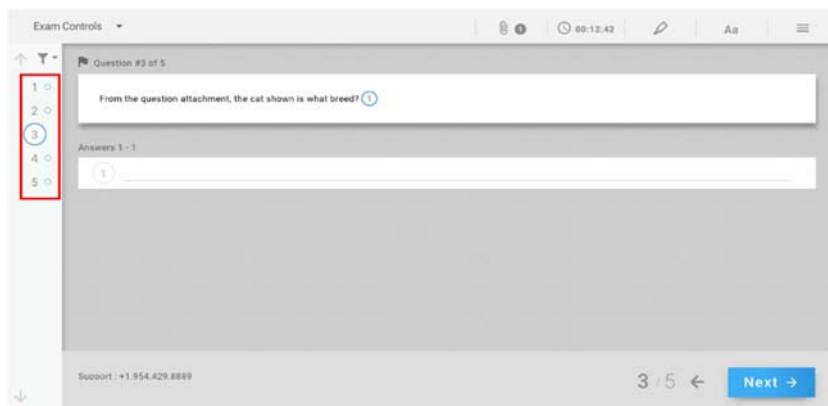 Exam Controls
1
00:12:42
Aa
Question #3 of 5
1
2
3
4
5
From the question attachment, the cat shown is what breed? 1
Answers 1 - 1
1
Support : +1.954.429.8889
3 / 5
Next